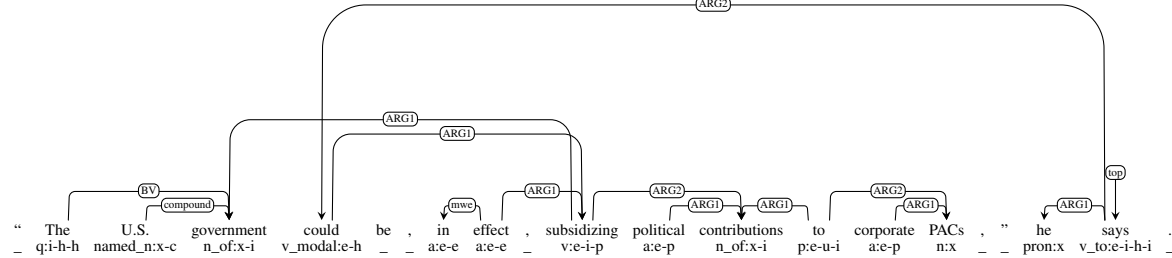 ARG2
ARG1
ARG1
top
BV ARG1 ARG2 ARG2
compound mwe ARG1 ARG1 ARG1 ARG1
“ The U.S. government could be , in effect , subsidizing political contributions to corporate PACs , ” he says .
_ q:i-h-h named_n:x-c n_of:x-i v_modal:e-h _ _ a:e-e a:e-e _ v:e-i-p a:e-p n_of:x-i p:e-u-i a:e-p n:x _ _ pron:x v_to:e-i-h-i _